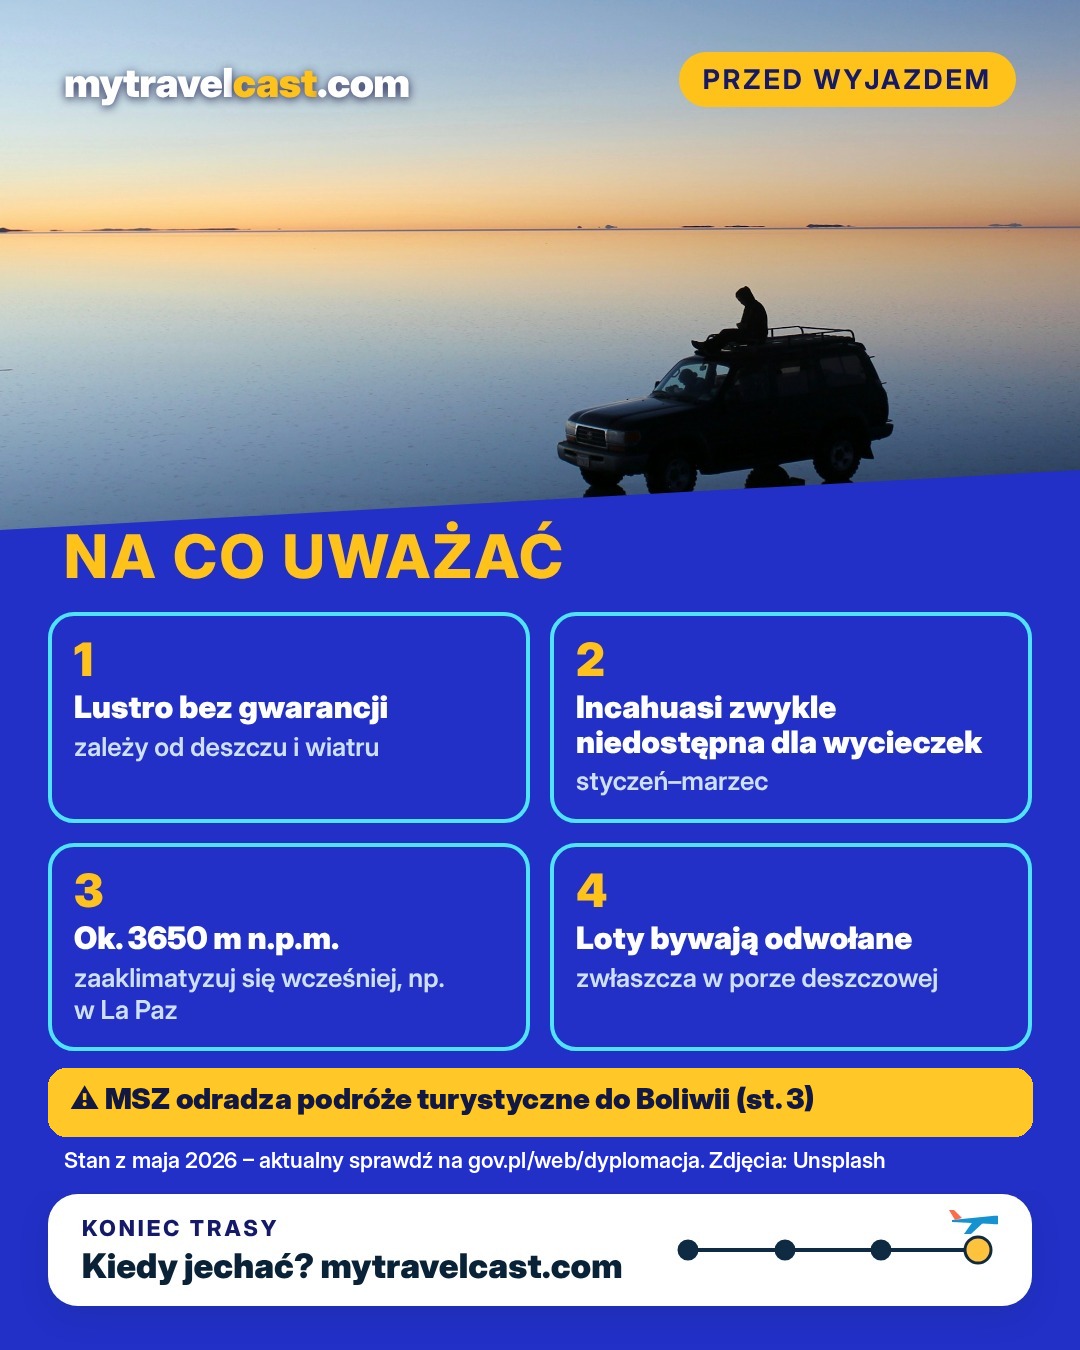 mytravelcast.com
PRZED WYJAZDEM
NA CO UWAŻAĆ
1
Lustro bez gwarancji
zależy od deszczu i wiatru
2
Incahuasi zwykle
niedostępna dla wycieczek
styczeń–marzec
3
Ok. 3650 m n.p.m.
zaaklimatyzuj się wcześniej, np.
w La Paz
4
Loty bywają odwołane
zwłaszcza w porze deszczowej
⚠ MSZ odradza podróże turystyczne do Boliwii (st. 3)
Stan z maja 2026 – aktualny sprawdź na gov.pl/web/dyplomacja. Zdjęcia: Unsplash
KONIEC TRASY
Kiedy jechać? mytravelcast.com